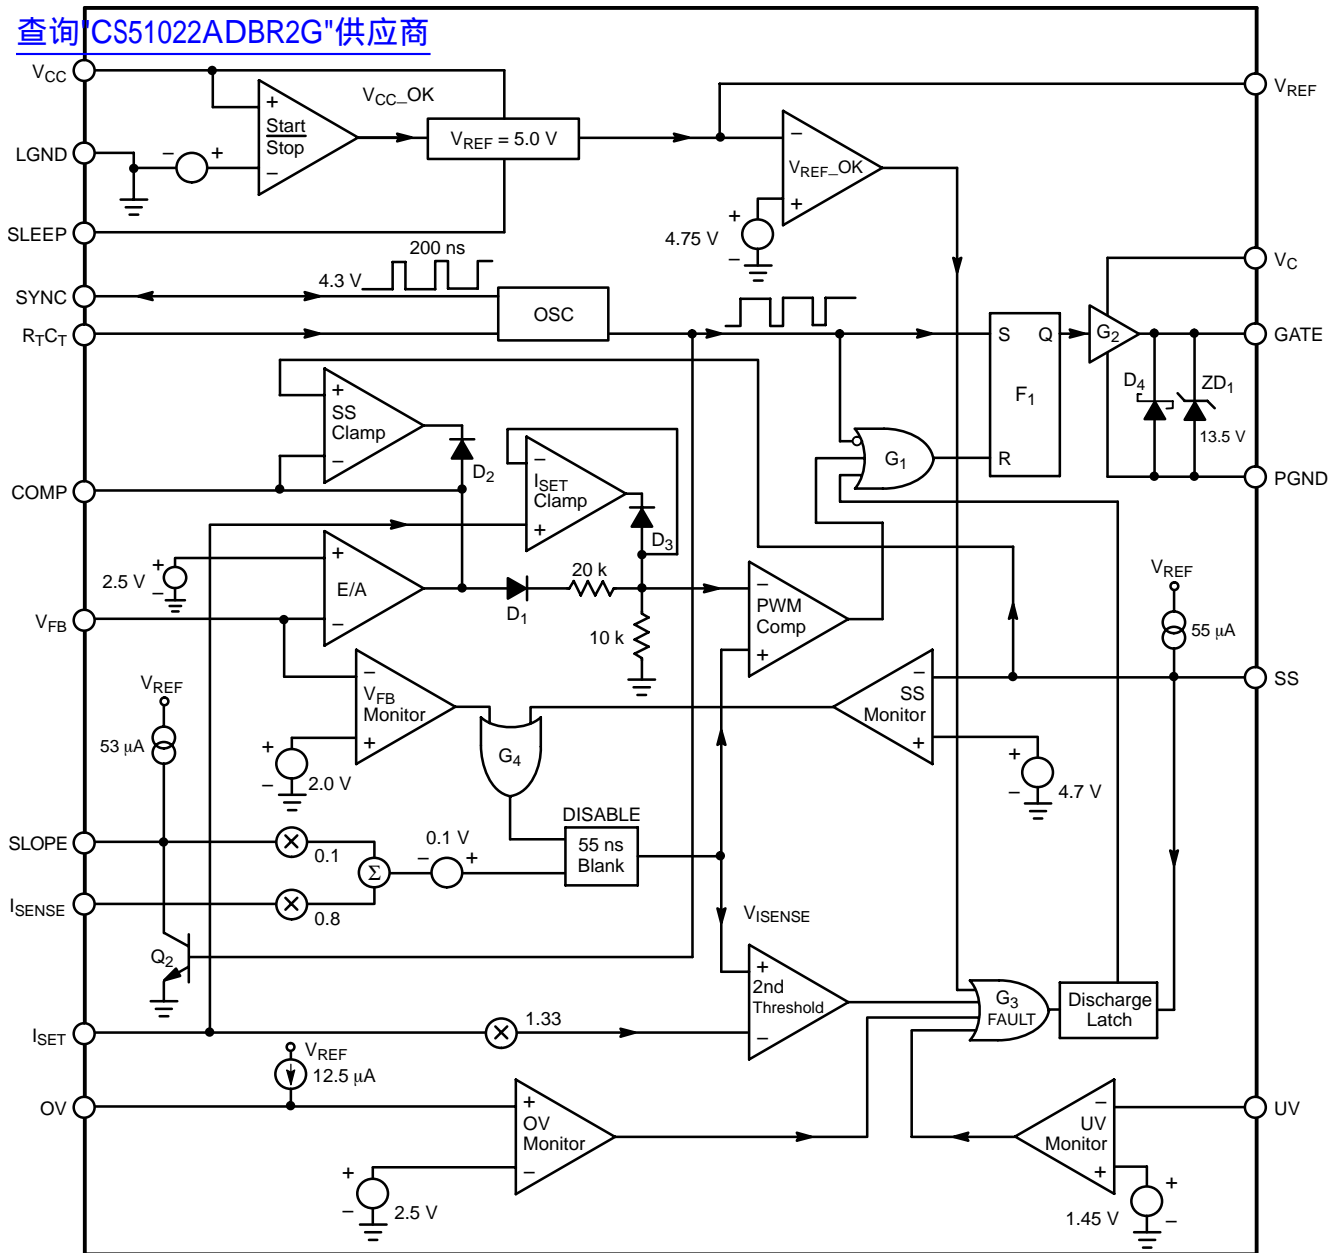 查询"CS51022ADBR2G"供应商
VCC
VCC_OK
+
Start
Stop
−
VREF = 5.0 V
−
VREF_OK
+
VREF
LGND
− +
SLEEP
+
4.75 V
−
200 ns
4.3 V
SYNC
OSC
RTCT
VC
S Q
F1
R
G2
GATE
D4
ZD1
13.5 V
PGND
+
SS
Clamp
−
D2
COMP
−
ISET
Clamp
+
D3
G1
+
2.5 V
−
+
E/A
−
D1
20 k
10 k
−
PWM
Comp
+
VREF
55 µA
VFB
SS
VREF
53 µA
−
VFB
Monitor
+
+
2.0 V
−
G4
−
SS
Monitor
+
+
4.7 V
−
DISABLE
55 ns
Blank
SLOPE
0.1
Σ
0.1 V
− +
ISENSE
0.8
VISENSE
Q2
+
2nd
Threshold
−
G3
FAULT
Discharge
Latch
ISET
1.33
VREF
12.5 µA
OV
+
OV
Monitor
−
+
2.5 V
−
−
UV
Monitor
+
UV
+
1.45 V
−